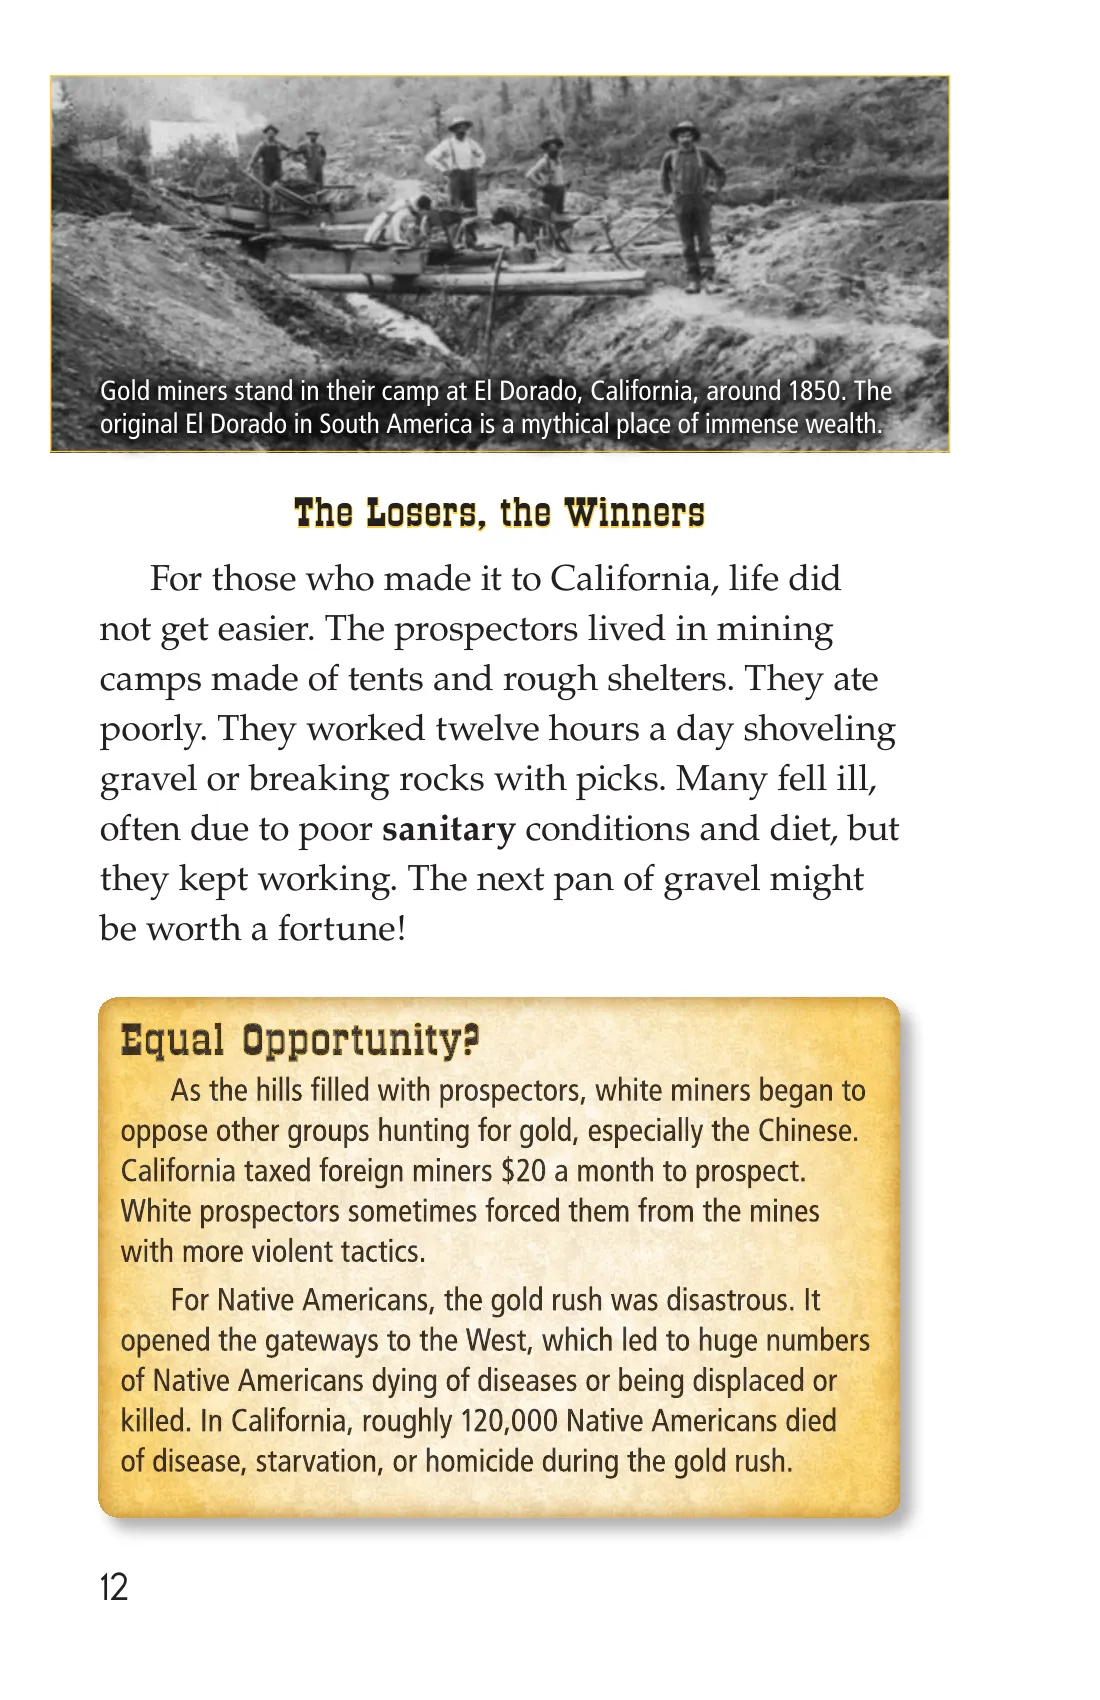 Gold miners stand in their camp at El Dorado, California, around 1850. The
original El Dorado in South America is a mythical place of immense wealth.
The Losers, the Winners
For those who made it to California, life did
not get easier. The prospectors lived in mining
camps made of tents and rough shelters. They ate
poorly. They worked twelve hours a day shoveling
gravel or breaking rocks with picks. Many fell ill,
often due to poor sanitary conditions and diet, but
they kept working. The next pan of gravel might
be worth a fortune!
Equal Opportunity?
As the hills filled with prospectors, white miners began to
oppose other groups hunting for gold, especially the Chinese.
California taxed foreign miners $20 a month to prospect.
White prospectors sometimes forced them from the mines
with more violent tactics.
For Native Americans, the gold rush was disastrous. It
opened the gateways to the West, which led to huge numbers
of Native Americans dying of diseases or being displaced or
killed. In California, roughly 120,000 Native Americans died
of disease, starvation, or homicide during the gold rush.
12